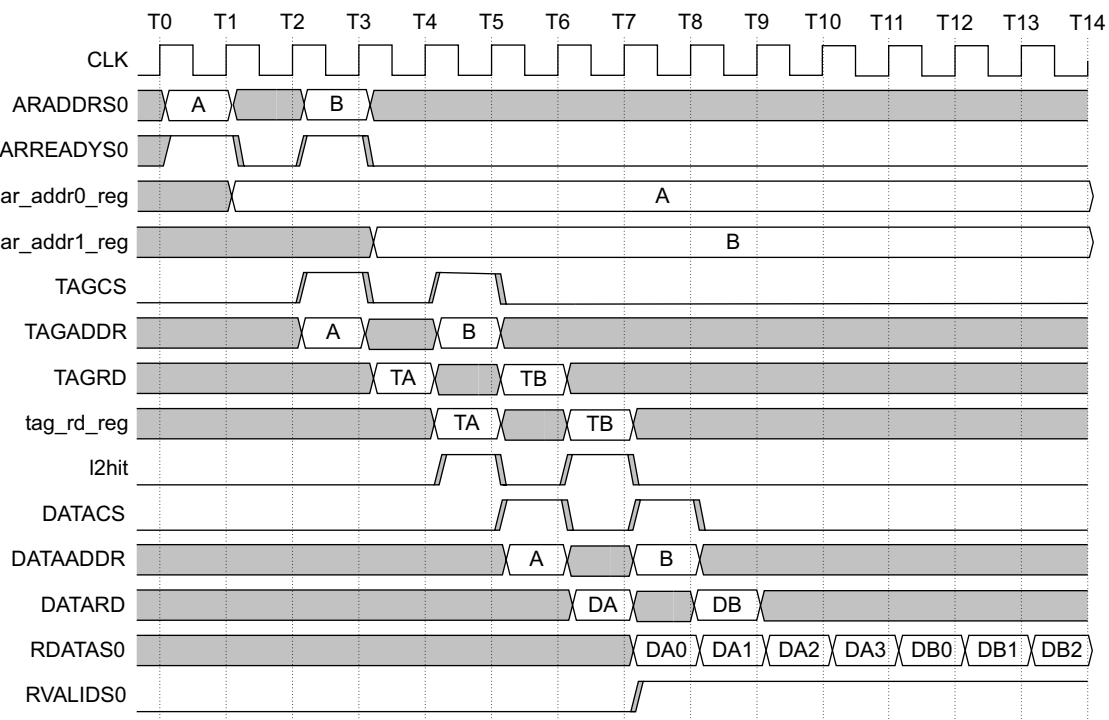 T0 T1 T2 T3 T4 T5 T6 T7 T8 T9 T10 T11 T12 T13 T14
CLK
ARADDRS0 A B
ARREADYS0
ar_addr0_reg A
ar_addr1_reg B
TAGCS
TAGADDR A B
TAGRD TA TB
tag_rd_reg TA TB
l2hit
DATACS
DATAADDR A B
DATARD DA DB
RDATAS0 DA0 DA1 DA2 DA3 DB0 DB1 DB2
RVALIDS0